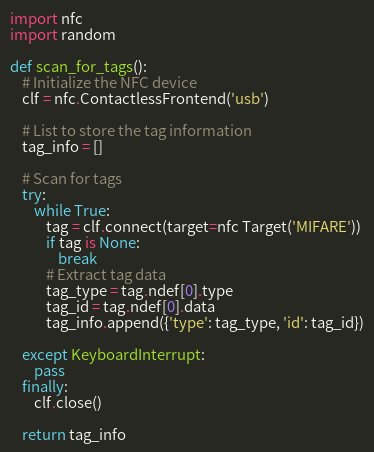 import nfc
import random

def scan_for_tags():
    # Initialize the NFC device
    clf = nfc.ContactlessFrontend('usb')

    # List to store the tag information
    tag_info = []

    # Scan for tags
    try:
        while True:
            tag = clf.connect(target=nfc Target('MIFARE'))
            if tag is None:
                break
            # Extract tag data
            tag_type = tag.ndef[0].type
            tag_id = tag.ndef[0].data
            tag_info.append({'type': tag_type, 'id': tag_id})

    except KeyboardInterrupt:
        pass
    finally:
        clf.close()

    return tag_info